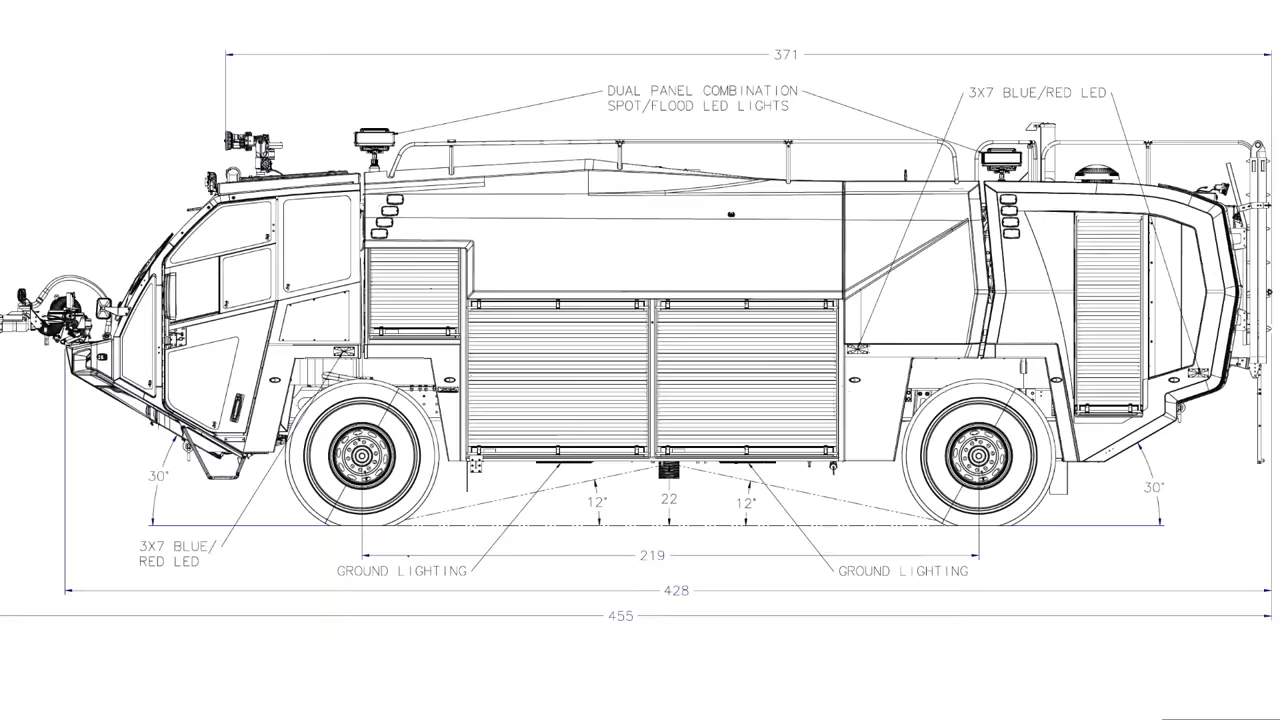 371
DUAL PANEL COMBINATION
SPOT/FLOOD LED LIGHTS
3X7 BLUE/RED LED
30°
12°
22
12°
30°
3X7 BLUE/
RED LED
219
GROUND LIGHTING
GROUND LIGHTING
428
455